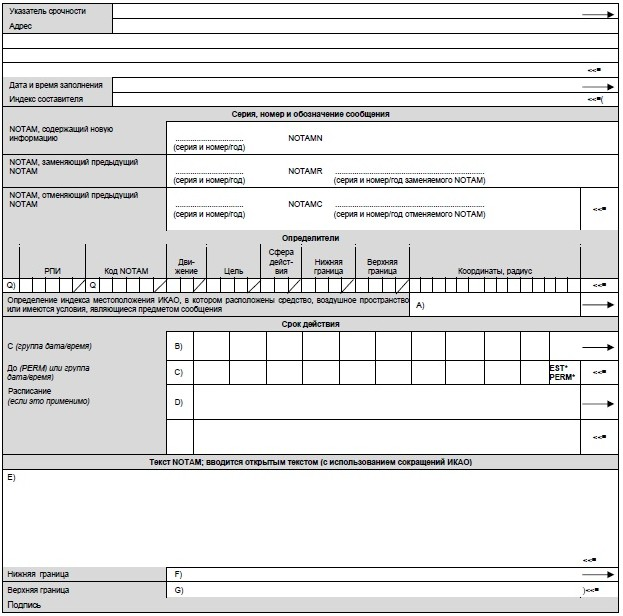 Указатель срочности
Адрес
<<≡
Дата и время заполнения
Индекс составителя <<≡(
Серия, номер и обозначение сообщения
NOTAM, содержащий новую
информацию
.............................. NOTAMN
(серия и номер/год)
NOTAM, заменяющий предыдущий
NOTAM
.............................. NOTAMR ..................................................................
(серия и номер/год) (серия и номер/год заменяемого NOTAM)
NOTAM, отменяющий предыдущий
NOTAM
.............................. NOTAMC ..................................................................
(серия и номер/год) (серия и номер/год отменяемого NOTAM)
<<≡
Определители
РПИ
Код NOTAM
Дви-
жение
Цель
Сфера
дейст-
вия
Нижняя
граница
Верхняя
граница
Координаты, радиус
Q) Q <<≡
Определение индекса местоположения ИКАО, в котором расположены средство, воздушное пространство
или имеются условия, являющиеся предметом сообщения
A)
Срок действия
С (группа дата/время) B)
До (PERM) или группа
дата/время)
C) EST*
PERM*
<<≡
Расписание
(если это применимо)
D)
<<≡
Текст NOTAM; вводится открытым текстом (с использованием сокращений ИКАО)
E)
<<≡
Нижняя граница F)
Верхняя граница G) )<<≡
Подпись